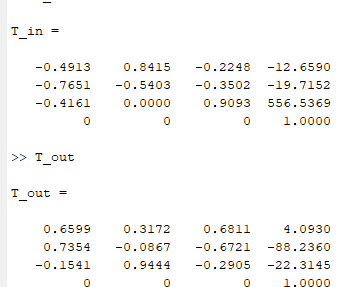 T_in =
-0.4913 0.8415 -0.2248 -12.6590
-0.7651 -0.5403 -0.3502 -19.7152
-0.4161 0.0000 0.9093 556.5369
0 0 0 1.0000
>> T_out
T_out =
0.6599 0.3172 0.6811 4.0930
0.7354 -0.0867 -0.6721 -88.2360
-0.1541 0.9444 -0.2905 -22.3145
0 0 0 1.0000